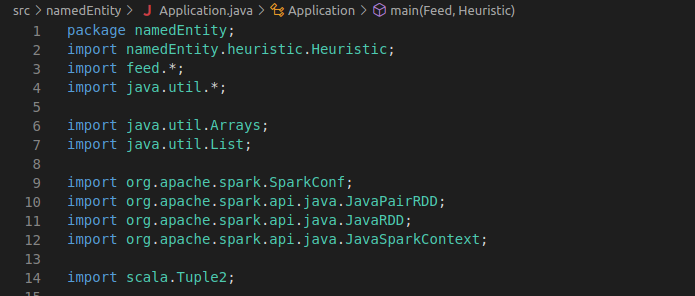 src > namedEntity > J Application.java > Application > main(Feed, Heuristic)
1 package namedEntity;
2 import namedEntity.heuristic.Heuristic;
3 import feed.*;
4 import java.util.*;
5
6 import java.util.Arrays;
7 import java.util.List;
8
9 import org.apache.spark.SparkConf;
10 import org.apache.spark.api.java.JavaPairRDD;
11 import org.apache.spark.api.java.JavaRDD;
12 import org.apache.spark.api.java.JavaSparkContext;
13
14 import scala.Tuple2;
15